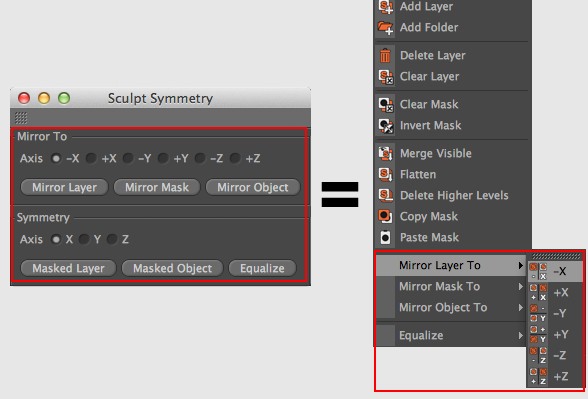 Sculpt Symmetry
Mirror To
Axis -X +X -Y +Y -Z +Z
Mirror Layer Mirror Mask Mirror Object
Symmetry
Axis X Y Z
Masked Layer Masked Object Equalize
=
Add Layer
Add Folder
Delete Layer
Clear Layer
Clear Mask
Invert Mask
Merge Visible
Flatten
Delete Higher Levels
Copy Mask
Paste Mask
Mirror Layer To
Mirror Mask To
Mirror Object To
Equalize
- X -X
+ X +X
- Y -Y
+ Y +Y
- Z -Z
+ Z +Z